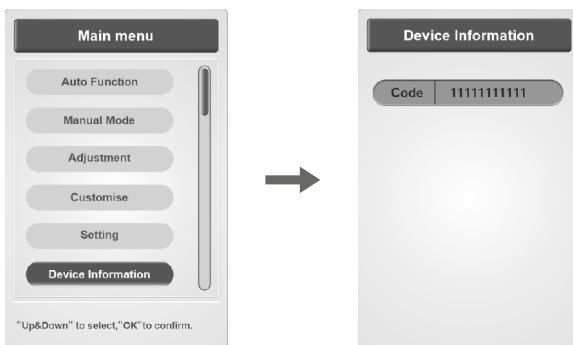 Main menu
Auto Function
Manual Mode
Adjustment
Customise
Setting
Device Information
"Up&Down" to select,"OK"to confirm.
Device Information
Code 11111111111